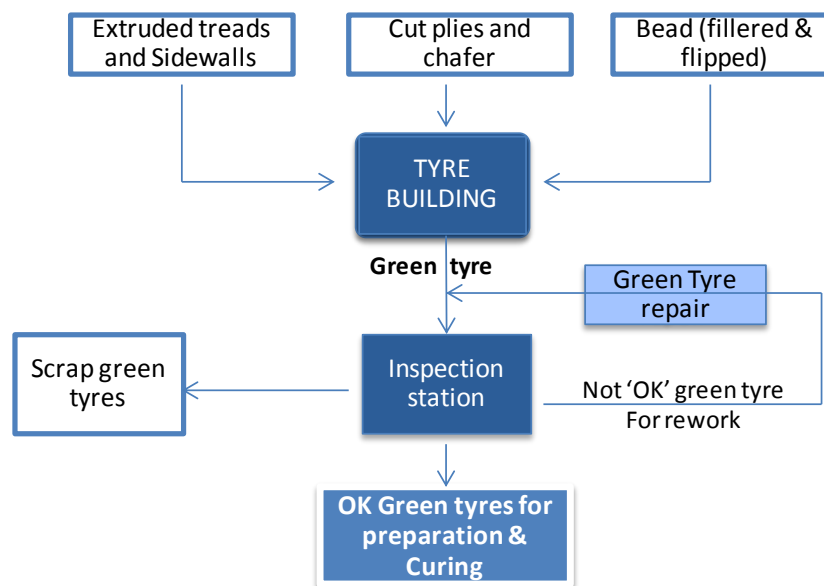 Extruded treads
and Sidewalls
Cut plies and
chafer
Bead (fillered &
flipped)
TYRE
BUILDING
Green tyre
Green Tyre
repair
Scrap green
tyres
Inspection
station
Not ‘OK’ green tyre
For rework
OK Green tyres for
preparation &
Curing